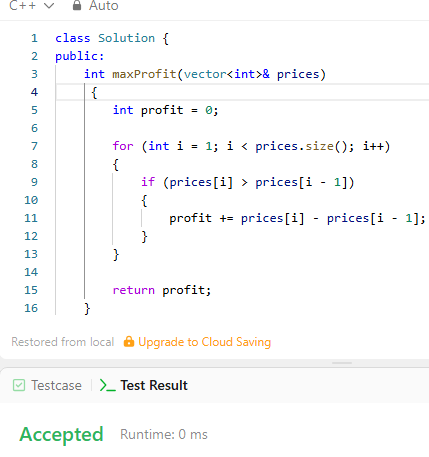 C++ Auto
1 class Solution {
2 public:
3 int maxProfit(vector<int>& prices)
4 {
5 int profit = 0;
6
7 for (int i = 1; i < prices.size(); i++)
8 {
9 if (prices[i] > prices[i - 1])
10 {
11 profit += prices[i] - prices[i - 1];
12 }
13 }
14
15 return profit;
16 }
Restored from local Upgrade to Cloud Saving
Testcase Test Result
Accepted Runtime: 0 ms